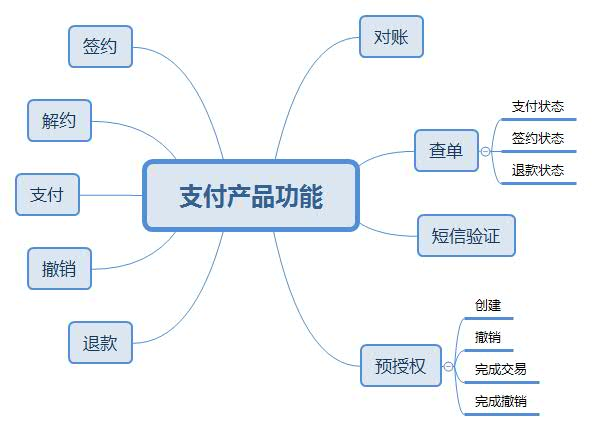 签约
对账
解约
支付状态
查单
签约状态
退款状态
支付
支付产品功能
短信验证
撤销
创建
退款
撤销
预授权
完成交易
完成撤销